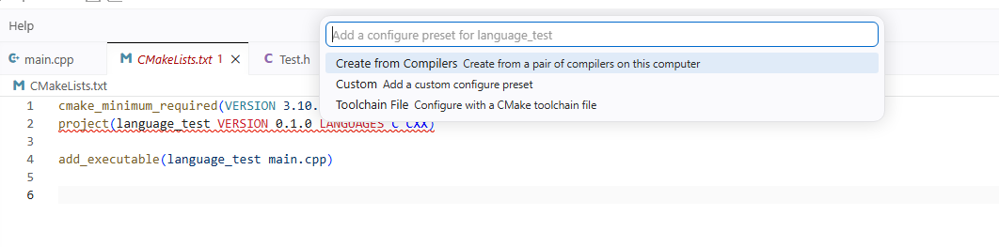 Help
Add a configure preset for language_test
main.cpp
CMakeLists.txt 1
Test.h
Create from Compilers Create from a pair of compilers on this computer
Custom Add a custom configure preset
Toolchain File Configure with a CMake toolchain file
CMakeLists.txt
1 cmake_minimum_required(VERSION 3.10.
2 project(language_test VERSION 0.1.0 LANGUAGES C CXX)
3
4 add_executable(language_test main.cpp)
5
6